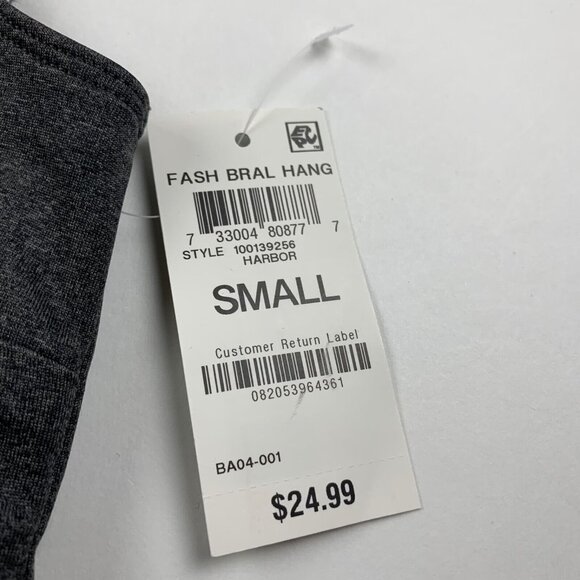 EPC™
FASH BRAL HANG
7 33004 80877 7
STYLE 100139256
HARBOR
SMALL
Customer Return Label
082053964361
BA04-001
$24.99